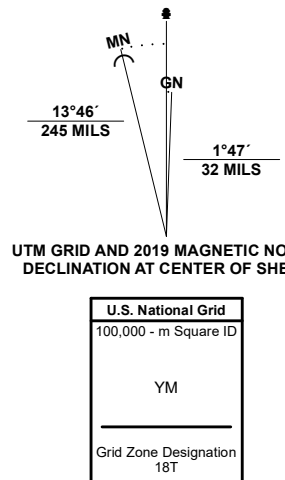 MN
GN
13°46´
245 MILS
1°47´
32 MILS
UTM GRID AND 2019 MAGNETIC NO
DECLINATION AT CENTER OF SHE
U.S. National Grid
100,000 - m Square ID
YM
Grid Zone Designation
18T